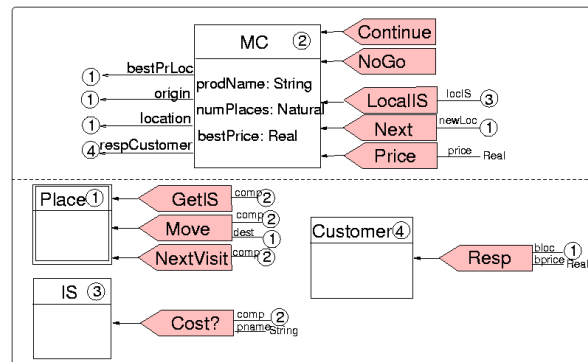 MC 2
Continue
NoGo
bestPrLoc
1
prodName: String
origin
1
numPlaces: Natural
LocalIS locIS 3
location
1
bestPrice: Real
Next newLoc 1
respCustomer
4
Price price Real
Place 1
GetIS comp 2
Move comp 2
dest 1
NextVisit comp 2
Customer 4
Resp bloc 1
bprice Real
IS 3
Cost? comp 2
pname String